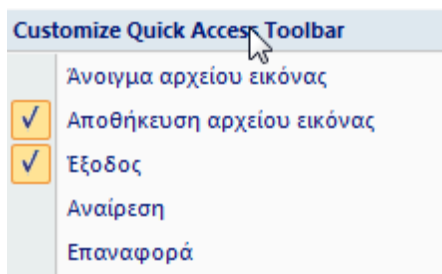 Customize Quick Access Toolbar
Άνοιγμα αρχείου εικόνας
Αποθήκευση αρχείου εικόνας
Έξοδος
Αναίρεση
Επαναφορά